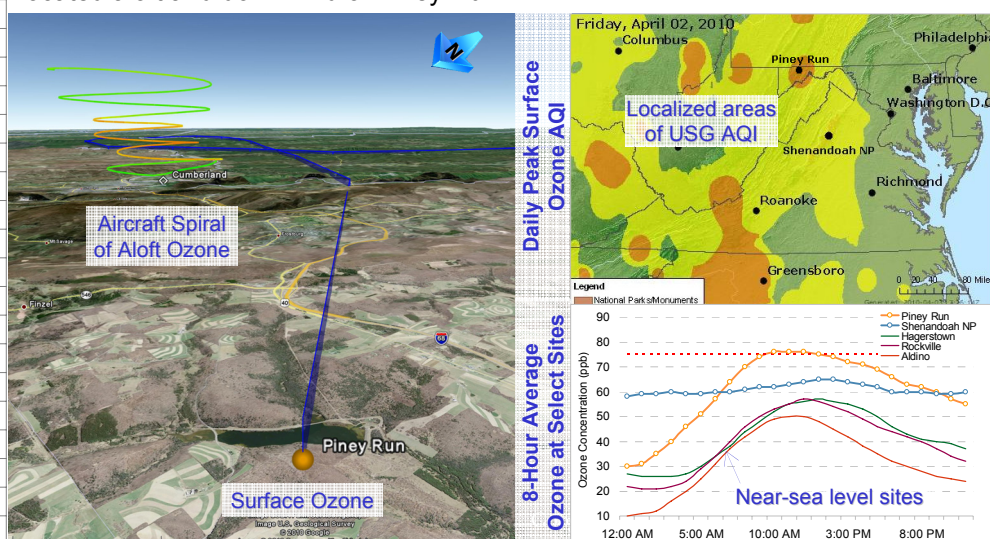 N
Cumberland
Aircraft Spiral
of Aloft Ozone
Finzel
40
68
Piney Run
Surface Ozone
Image U.S. Geological Survey
© 2010 Google
Daily Peak Surface
Ozone AQI
Friday, April 02, 2010
Columbus
Philadelphia
Piney Run
Baltimore
Localized areas
of USG AQI
Washington D.C
Shenandoah NP
Richmond
Roanoke
Greensboro
0 20 40 80 Mile
Legend
National Parks/Monuments
8-Hour Average
Ozone at Select Sites
Ozone Concentration (ppb)
90
80
70
60
50
40
30
20
10
Piney Run
Shenandoah NP
Hagerstown
Rockville
Aldino
Near-sea level sites
12:00 AM 5:00 AM 10:00 AM 3:00 PM 8:00 PM